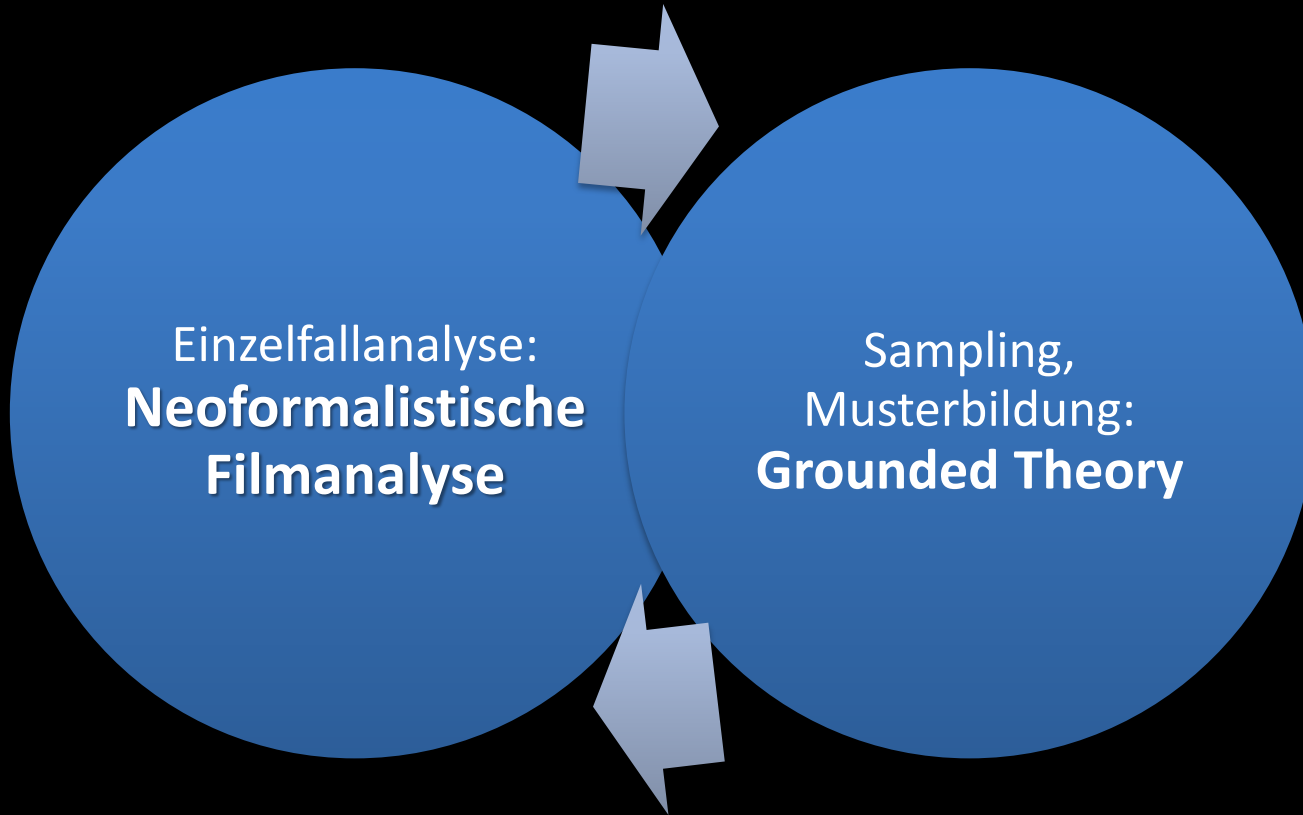 Einzelfallanalyse:
Neoformalistische
Filmanalyse
Sampling,
Musterbildung:
Grounded Theory